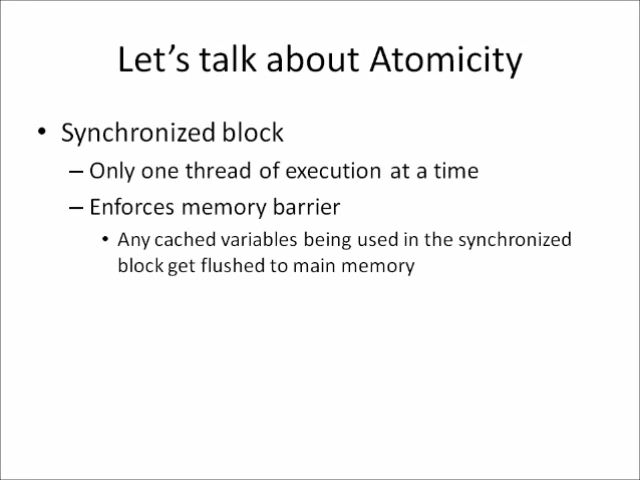 Let's talk about Atomicity
• Synchronized block
– Only one thread of execution at a time
– Enforces memory barrier
• Any cached variables being used in the synchronized
block get flushed to main memory